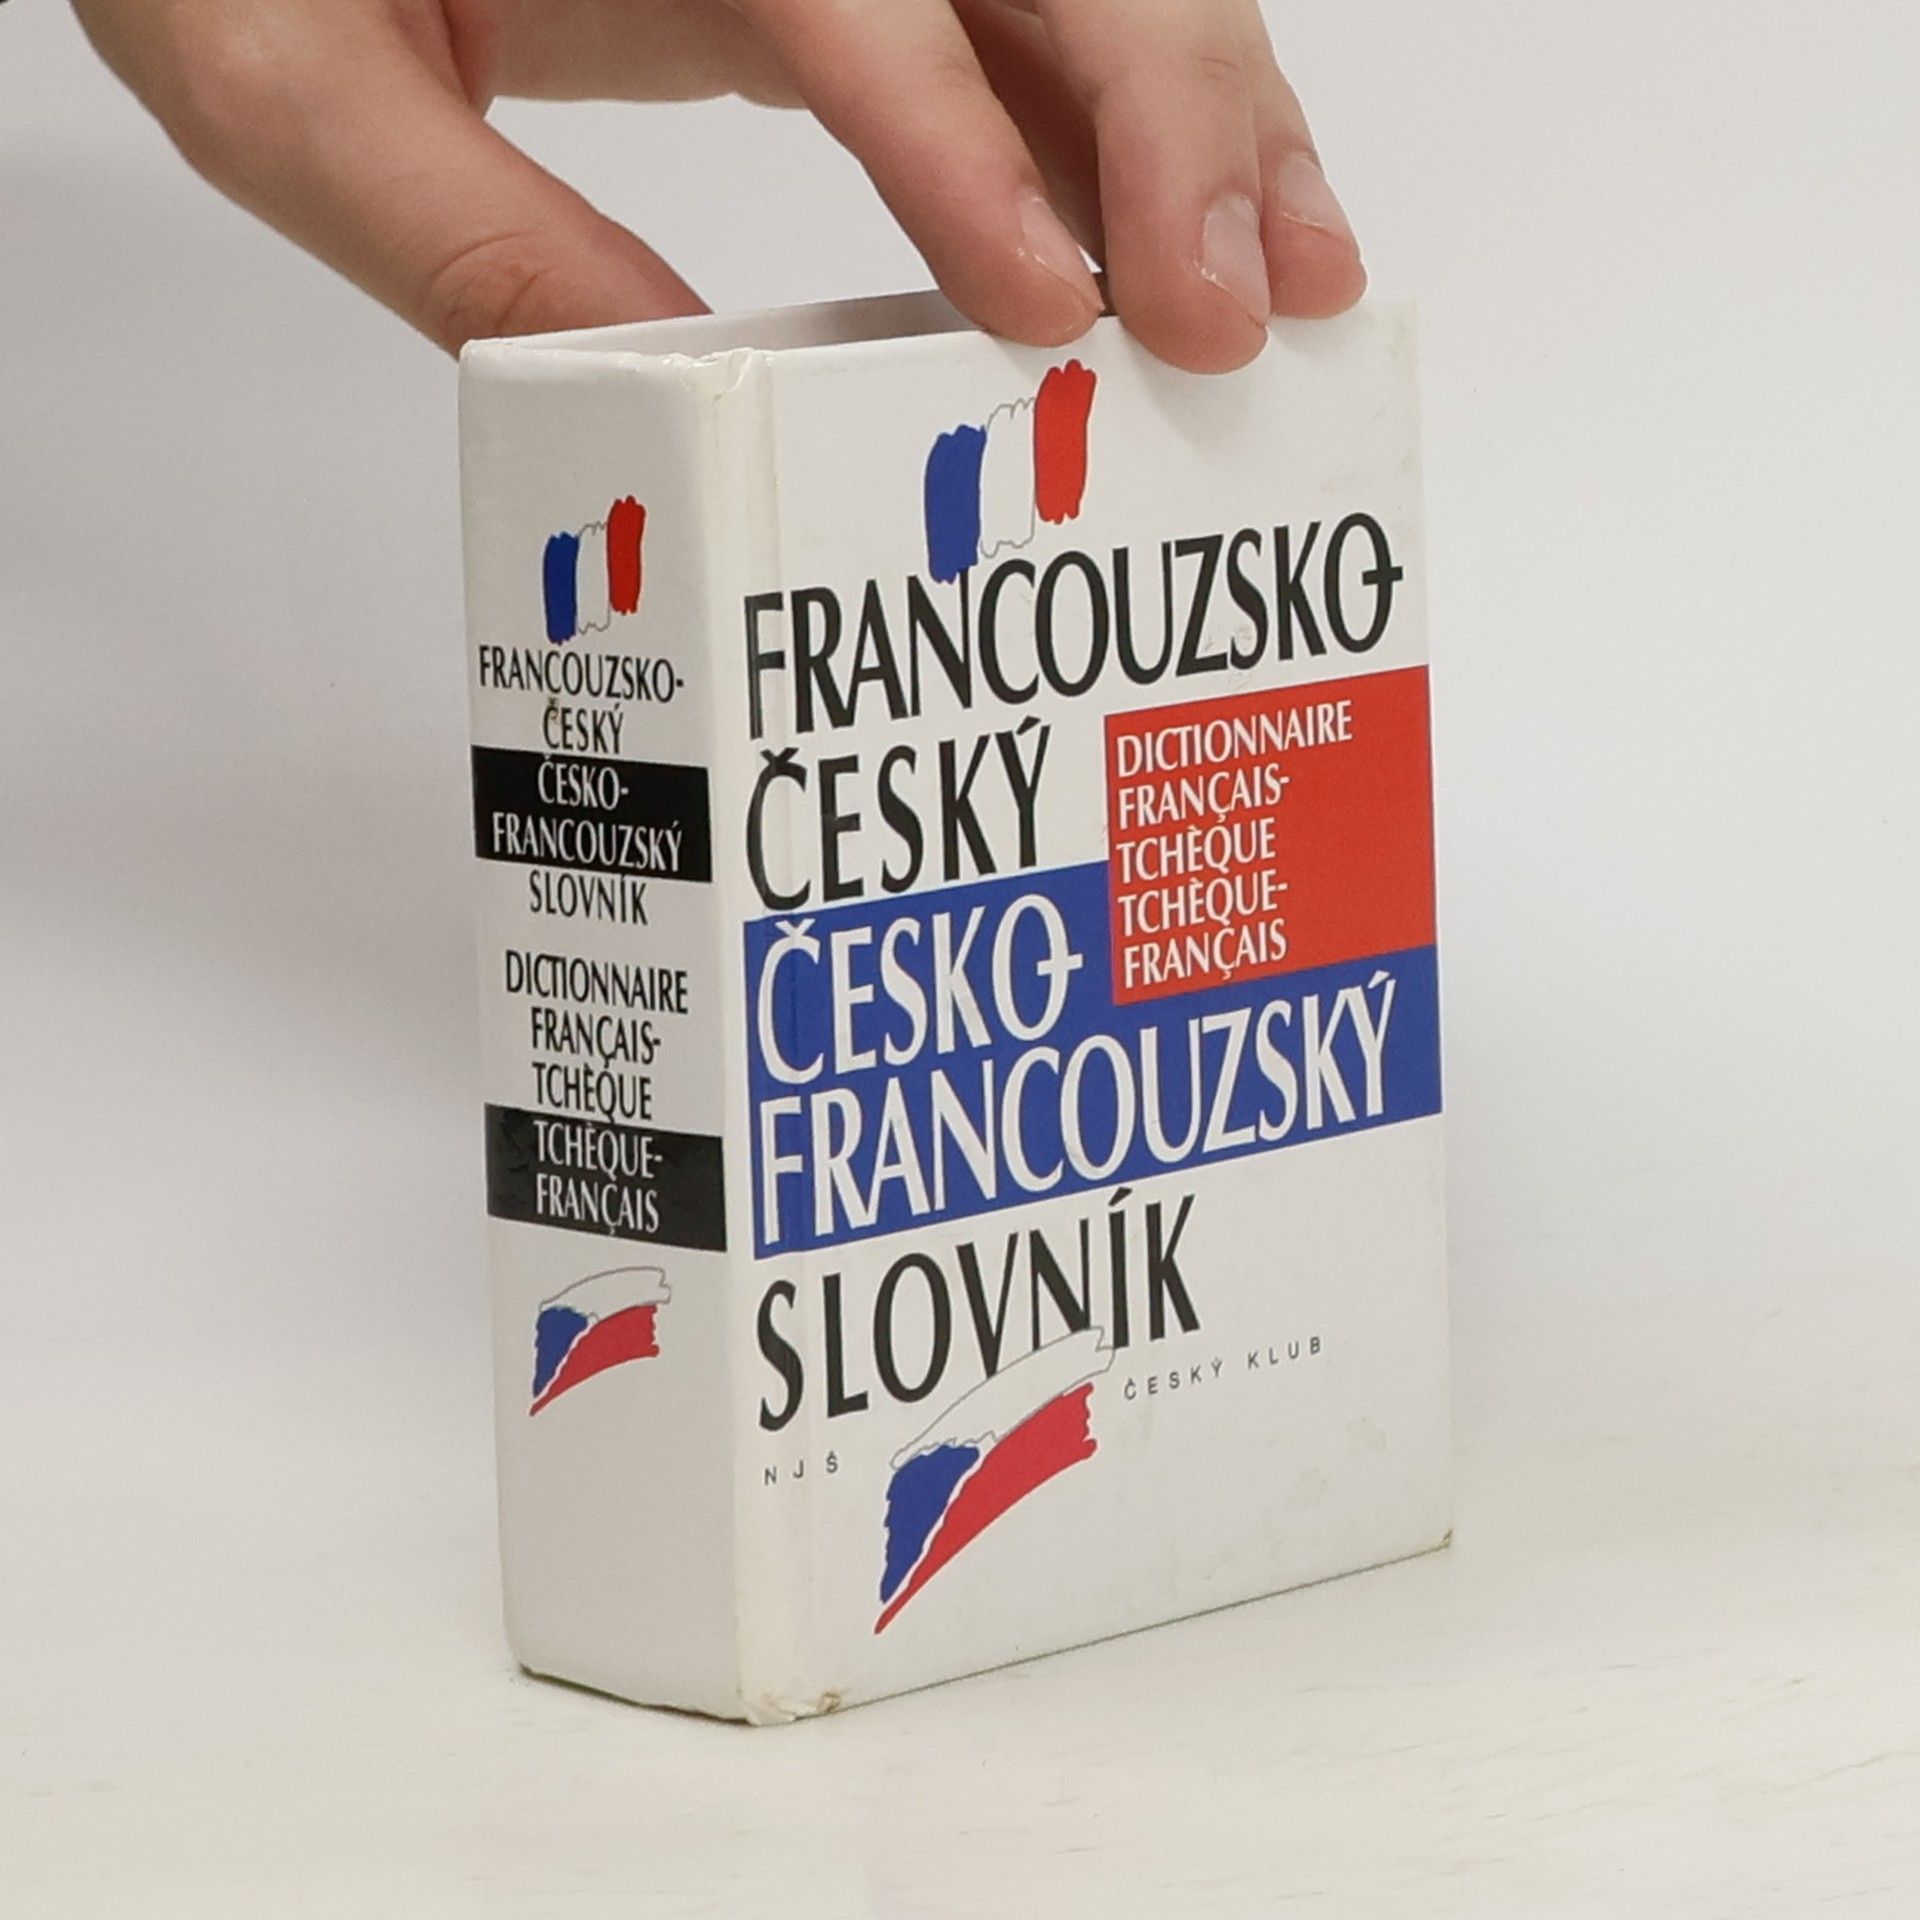 FRANCOUZSKO-
ČESKÝ
ČESKO-
FRANCOUZSKÝ
SLOVNÍK
DICTIONNAIRE
FRANÇAIS-
TCHÈQUE
TCHÈQUE-
FRANÇAIS
FRANCOUZSKO-
ČESKÝ
DICTIONNAIRE
FRANÇAIS-
TCHÈQUE
TCHÈQUE-
FRANÇAIS
ČESKO-
FRANCOUZSKÝ
SLOVNÍK
NJŠ
ČESKÝ KLUB